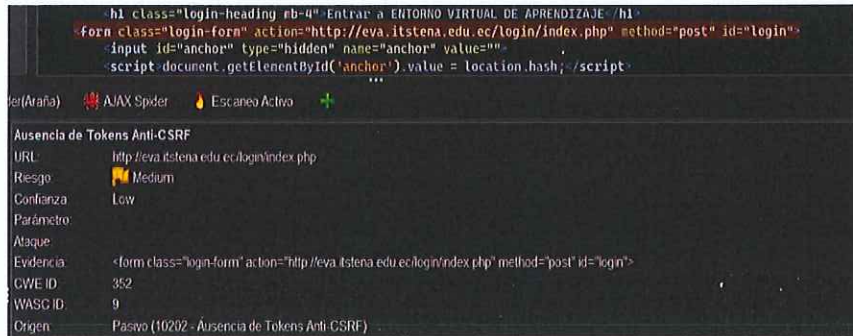 <h1 class="login-heading mb-4">Entrar a ENTORNO VIRTUAL DE APRENDIZAJE</h1>
<form class="login-form" action="http://eva.itstena.edu.ec/login/index.php" method="post" id="login">
<input id="anchor" type="hidden" name="anchor" value="">
<script>document.getElementById('anchor').value = location.hash;</script>
der(Araña) AJAX Spider Escaneo Activo
Ausencia de Tokens Anti-CSRF
URL: http://eva.itstena.edu.ec/login/index.php
Riesgo: Medium
Confianza: Low
Parámetro:
Ataque:
Evidencia: <form class="login-form" action="http://eva.itstena.edu.ec/login/index.php" method="post" id="login">
CWE ID: 352
WASC ID: 9
Origen: Pasivo (10202 - Ausencia de Tokens Anti-CSRF)